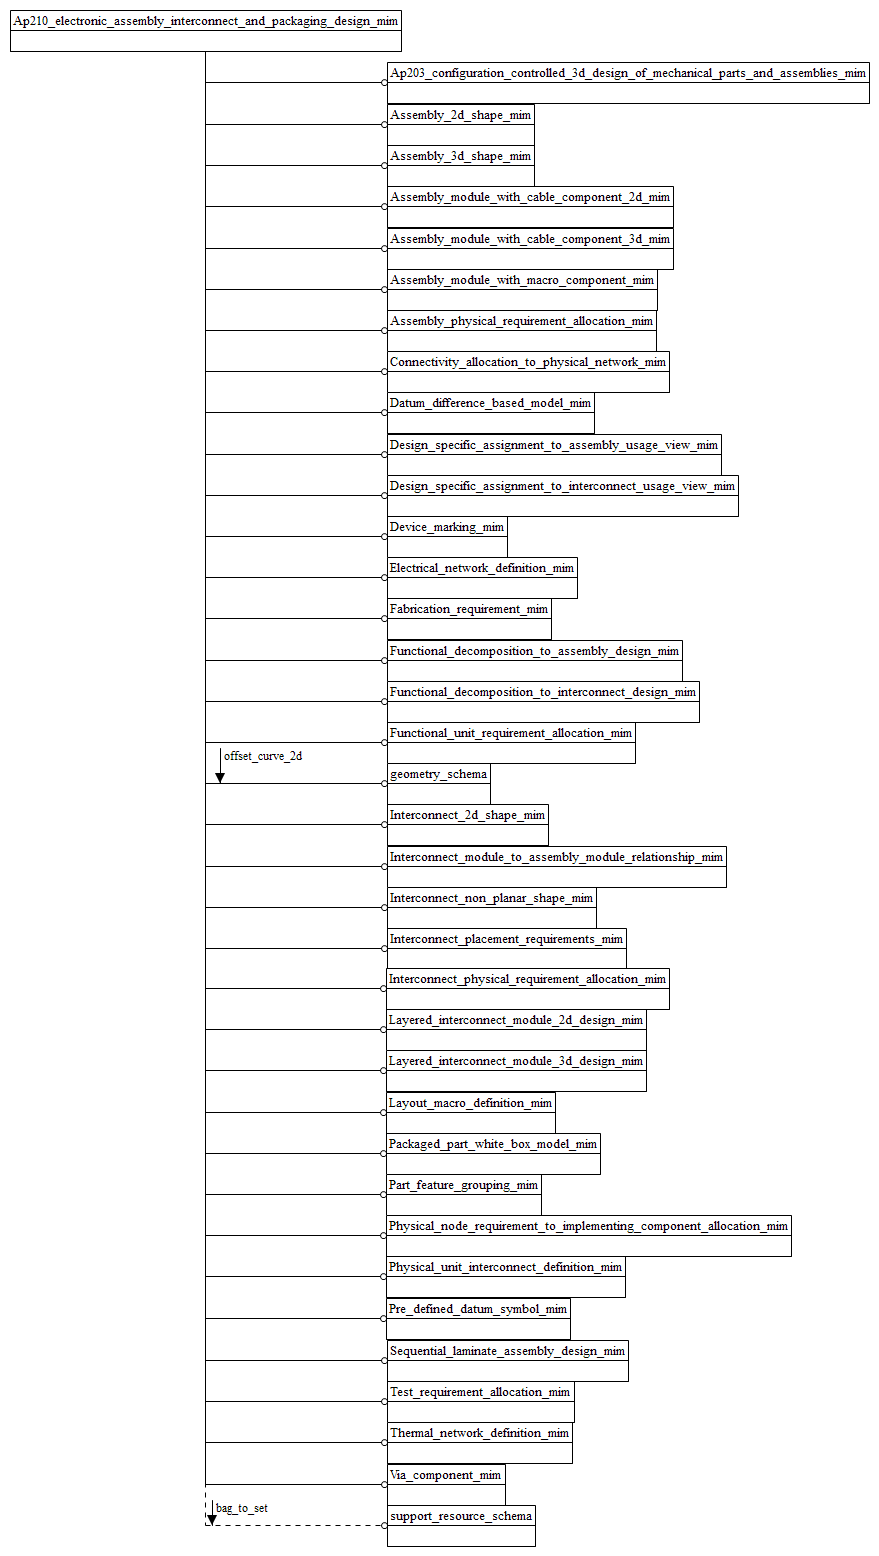 Ap210_electronic_assembly_interconnect_and_packaging_design_mim
Ap203_configuration_controlled_3d_design_of_mechanical_parts_and_assemblies_mim
Assembly_2d_shape_mim
Assembly_3d_shape_mim
Assembly_module_with_cable_component_2d_mim
Assembly_module_with_cable_component_3d_mim
Assembly_module_with_macro_component_mim
Assembly_physical_requirement_allocation_mim
Connectivity_allocation_to_physical_network_mim
Datum_difference_based_model_mim
Design_specific_assignment_to_assembly_usage_view_mim
Design_specific_assignment_to_interconnect_usage_view_mim
Device_marking_mim
Electrical_network_definition_mim
Fabrication_requirement_mim
Functional_decomposition_to_assembly_design_mim
Functional_decomposition_to_interconnect_design_mim
Functional_unit_requirement_allocation_mim
offset_curve_2d
geometry_schema
Interconnect_2d_shape_mim
Interconnect_module_to_assembly_module_relationship_mim
Interconnect_non_planar_shape_mim
Interconnect_placement_requirements_mim
Interconnect_physical_requirement_allocation_mim
Layered_interconnect_module_2d_design_mim
Layered_interconnect_module_3d_design_mim
Layout_macro_definition_mim
Packaged_part_white_box_model_mim
Part_feature_grouping_mim
Physical_node_requirement_to_implementing_component_allocation_mim
Physical_unit_interconnect_definition_mim
Pre_defined_datum_symbol_mim
Sequential_laminate_assembly_design_mim
Test_requirement_allocation_mim
Thermal_network_definition_mim
Via_component_mim
bag_to_set
support_resource_schema